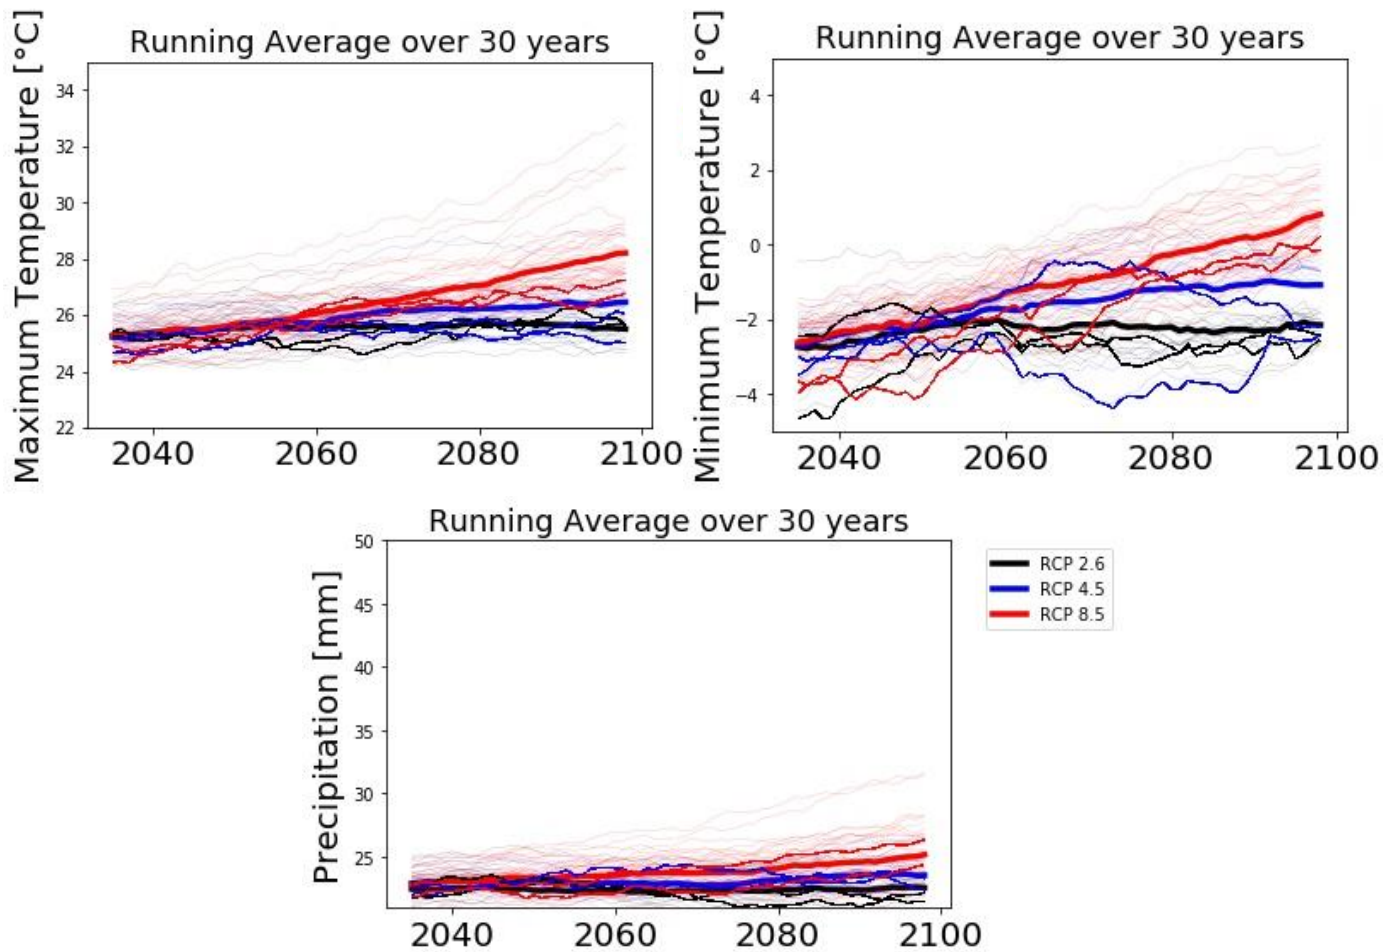 Running Average over 30 years
Maximum Temperature [°C]
34
32
30
28
26
24
22
2040 2060 2080 2100
Running Average over 30 years
Minimum Temperature [°C]
4
2
0
−2
−4
2040 2060 2080 2100
Running Average over 30 years
Precipitation [mm]
50
45
40
35
30
25
2040 2060 2080 2100
RCP 2.6
RCP 4.5
RCP 8.5